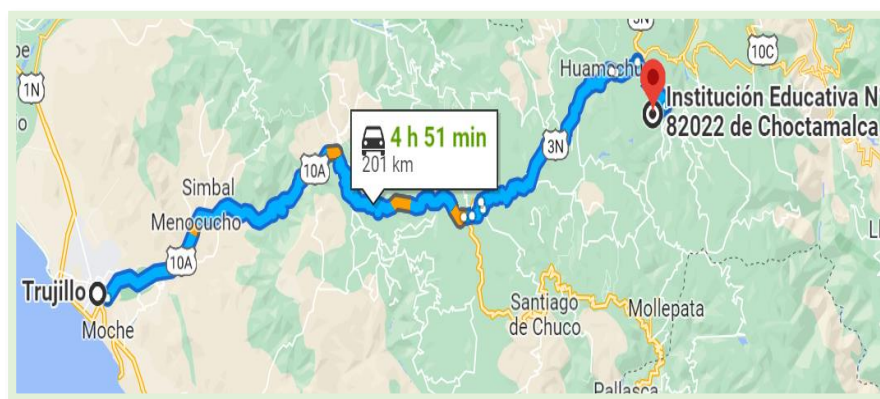 3N
10C
Huamachu
1N
Institución Educativa N
82022 de Choctamalca
4 h 51 min
201 km
3N
10A
Simbal
Menocucho
10A
Trujillo
Moche
Santiago
de Chuco
Mollepata
Pallasca